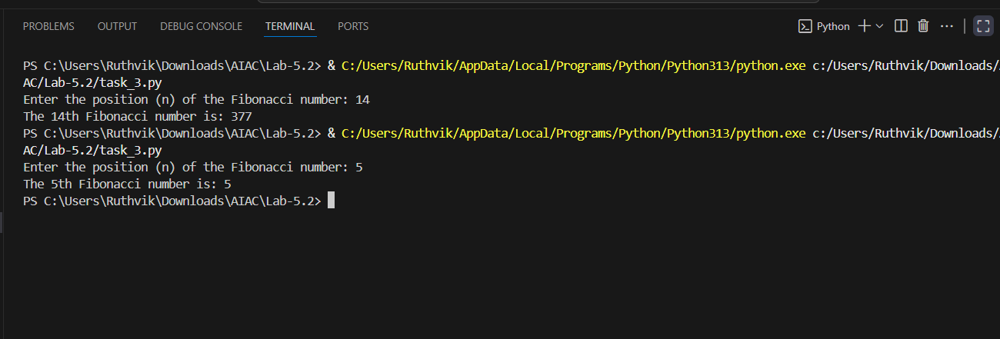 PROBLEMS OUTPUT DEBUG CONSOLE TERMINAL PORTS Python
PS C:\Users\Ruthvik\Downloads\AIAC\Lab-5.2> & C:/Users/Ruthvik/AppData/Local/Programs/Python/Python313/python.exe c:/Users/Ruthvik/Downloads/
AC/Lab-5.2/task_3.py
Enter the position (n) of the Fibonacci number: 14
The 14th Fibonacci number is: 377
PS C:\Users\Ruthvik\Downloads\AIAC\Lab-5.2> & C:/Users/Ruthvik/AppData/Local/Programs/Python/Python313/python.exe c:/Users/Ruthvik/Downloads/
AC/Lab-5.2/task_3.py
Enter the position (n) of the Fibonacci number: 5
The 5th Fibonacci number is: 5
PS C:\Users\Ruthvik\Downloads\AIAC\Lab-5.2>